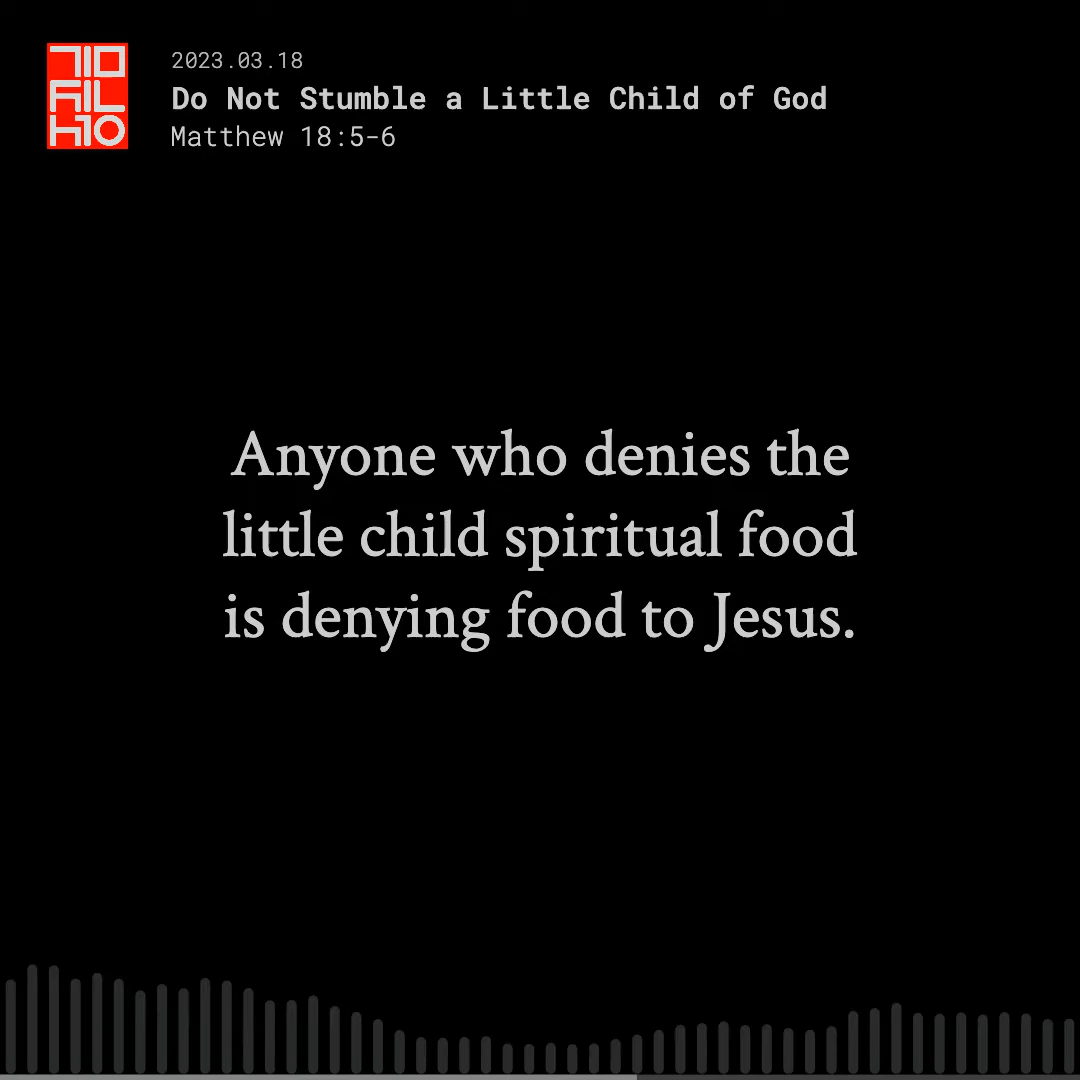 2023.03.18
Do Not Stumble a Little Child of God
Matthew 18:5-6
Anyone who denies the
little child spiritual food
is denying food to Jesus.